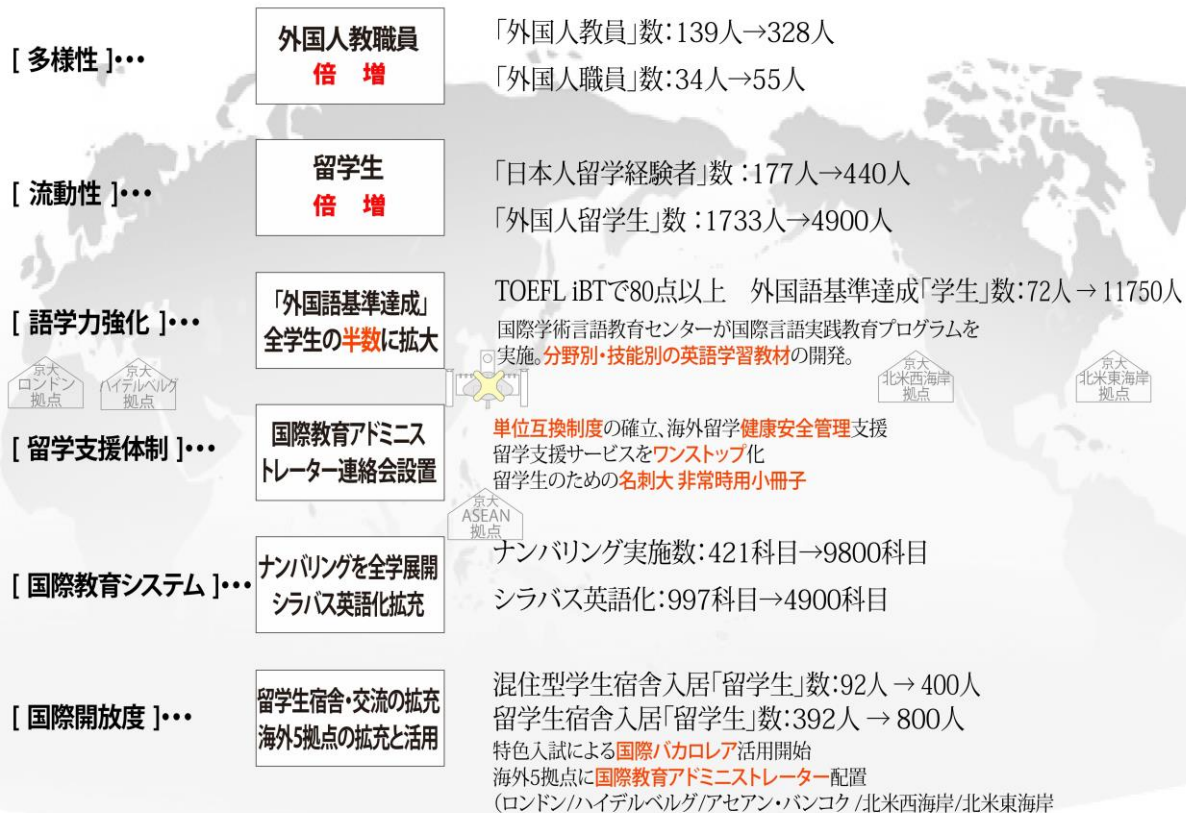 [ 多様性 ]･･･
外国人教職員
倍 増
「外国人教員」数：139人→328人
「外国人職員」数：34人→55人
[ 流動性 ]･･･
留学生
倍 増
「日本人留学経験者」数：177人→440人
「外国人留学生」数：1733人→4900人
[ 語学力強化 ]･･･
「外国語基準達成」
全学生の半数に拡大
TOEFL iBTで80点以上　外国語基準達成「学生」数：72人 → 11750人
国際学術言語教育センターが国際言語実践教育プログラムを
実施。分野別・技能別の英語学習教材の開発。
京大
ロンドン
拠点
京大
ハイデルベルグ
拠点
京大
北米西海岸
拠点
京大
北米東海岸
拠点
[ 留学支援体制 ]･･･
国際教育アドミニス
トレーター連絡会設置
単位互換制度の確立、海外留学健康安全管理支援
留学支援サービスをワンストップ化
留学生のための名刺大 非常時用小冊子
京大
ASEAN
拠点
[ 国際教育システム ]･･･
ナンバリングを全学展開
シラバス英語化拡充
ナンバリング実施数：421科目→9800科目
シラバス英語化：997科目→4900科目
[ 国際開放度 ]･･･
留学生宿舎・交流の拡充
海外5拠点の拡充と活用
混住型学生宿舎入居「留学生」数：92人 → 400人
留学生宿舎入居「留学生」数：392人 → 800人
特色入試による国際バカロレア活用開始
海外5拠点に国際教育アドミニストレーター配置
（ロンドン/ハイデルベルグ/アセアン・バンコク /北米西海岸/北米東海岸